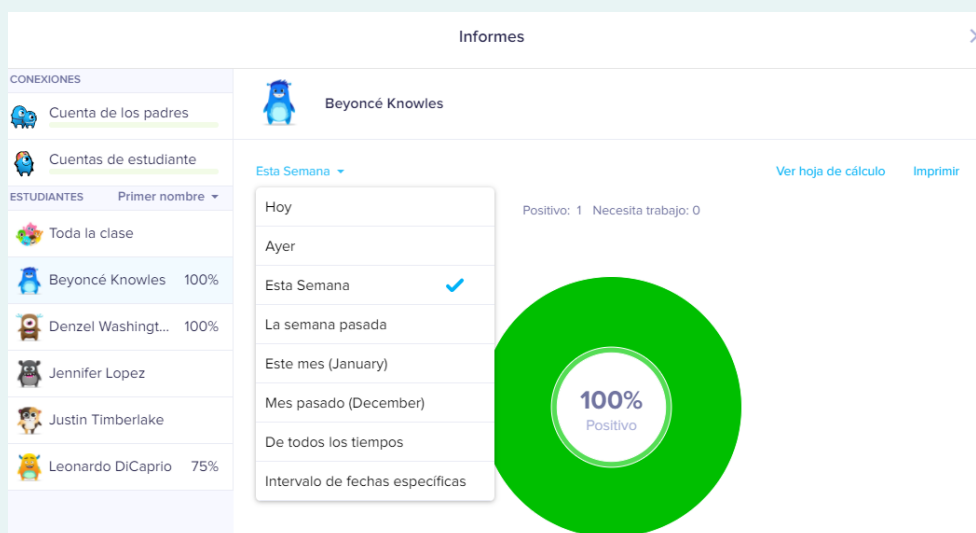 Informes
CONEXIONES
Cuenta de los padres
Cuentas de estudiante
ESTUDIANTES Primer nombre
Toda la clase
Beyoncé Knowles 100%
Denzel Washingt... 100%
Jennifer Lopez
Justin Timberlake
Leonardo DiCaprio 75%
Beyoncé Knowles
Esta Semana
Ver hoja de cálculo Imprimir
Hoy
Ayer
Esta Semana
La semana pasada
Este mes (January)
Mes pasado (December)
De todos los tiempos
Intervalo de fechas específicas
Positivo: 1 Necesita trabajo: 0
100%
Positivo